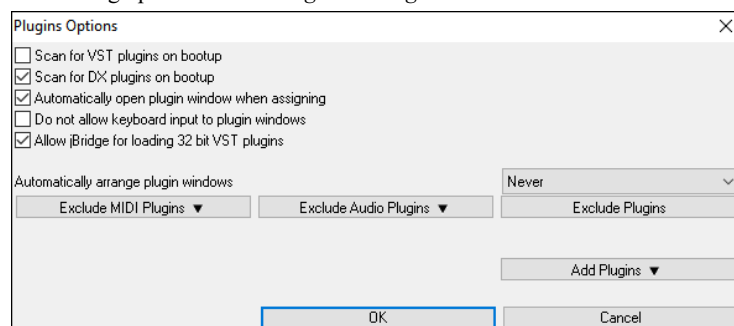 Plugins Options
Scan for VST plugins on bootup
Scan for DX plugins on bootup
Automatically open plugin window when assigning
Do not allow keyboard input to plugin windows
Allow jBridge for loading 32 bit VST plugins
Automatically arrange plugin windows Never
Exclude MIDI Plugins ▼ Exclude Audio Plugins ▼ Exclude Plugins
Add Plugins ▼
OK Cancel